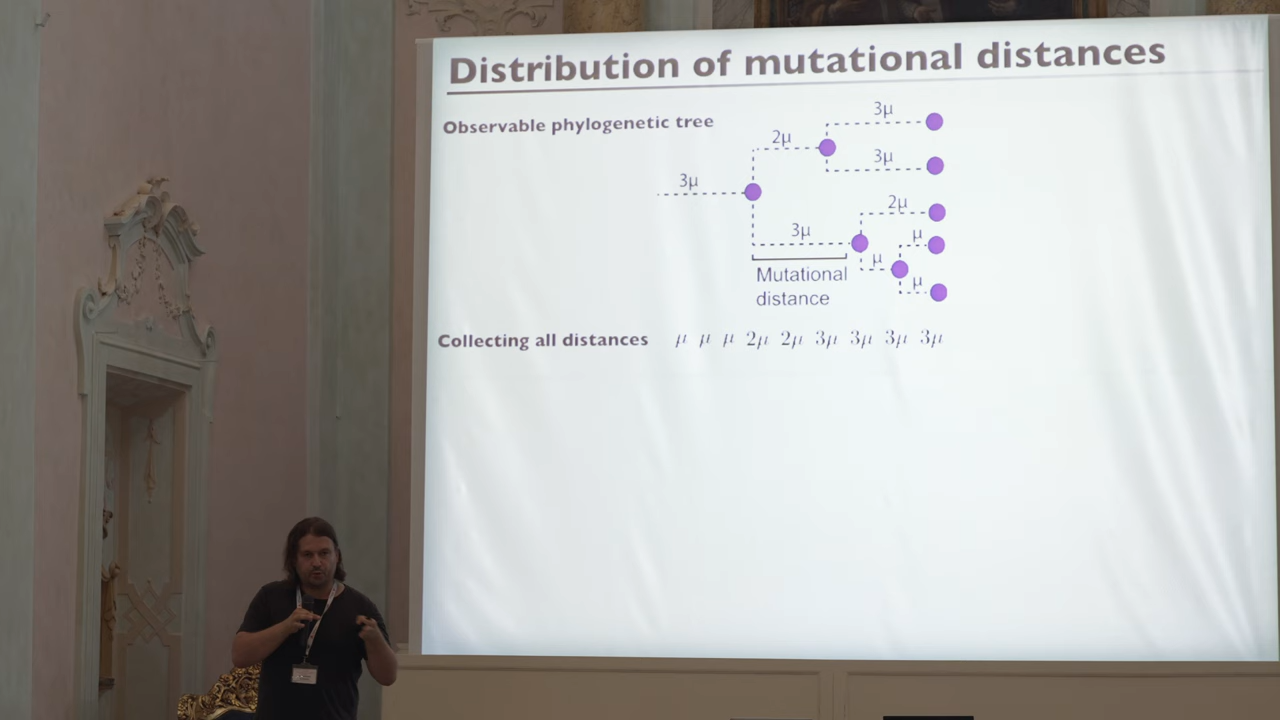 Distribution of mutational distances
Observable phylogenetic tree
3μ
2μ
3μ
3μ
3μ
2μ
μ
μ
μ
Mutational
distance
Collecting all distances μ μ μ 2μ 2μ 3μ 3μ 3μ 3μ